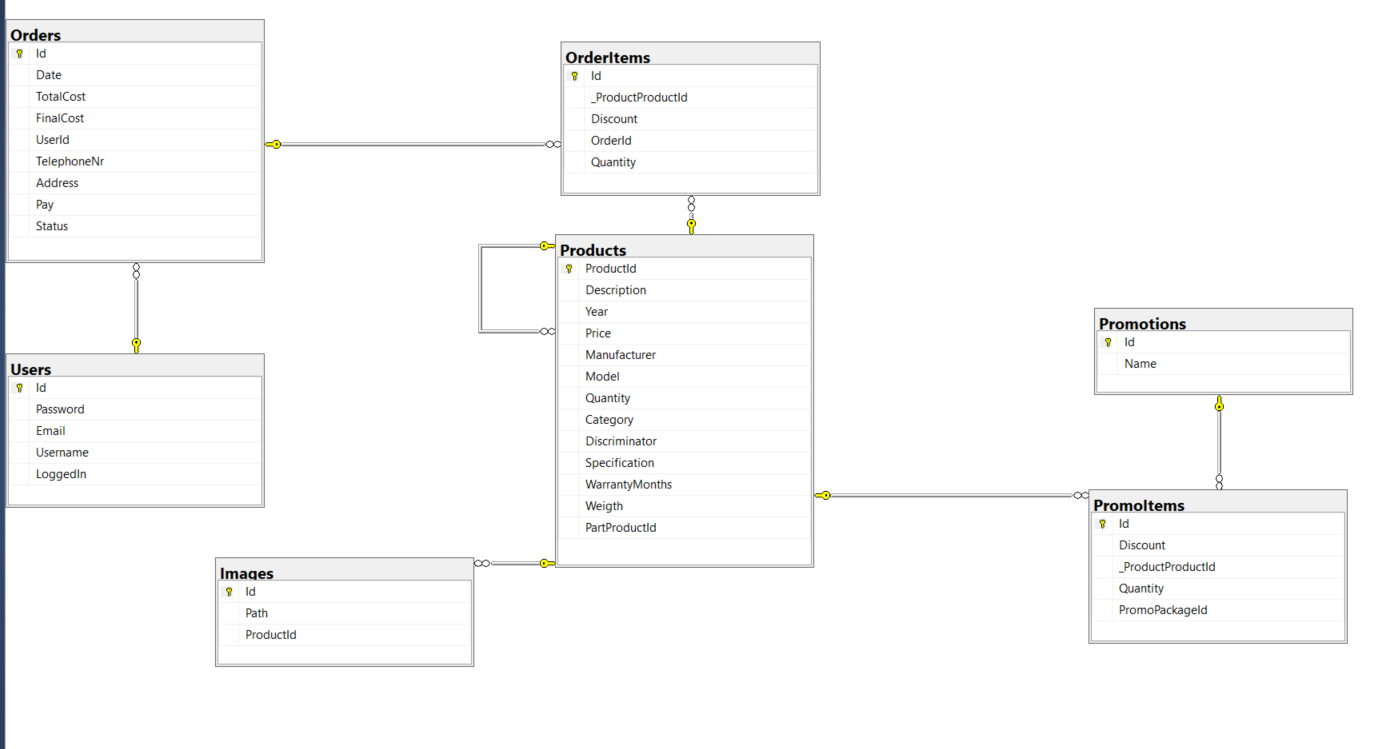 Orders
Id
Date
TotalCost
FinalCost
UserId
TelephoneNr
Address
Pay
Status
OrderItems
Id
_ProductProductId
Discount
OrderId
Quantity
Products
ProductId
Description
Year
Price
Manufacturer
Model
Quantity
Category
Discriminator
Specification
WarrantyMonths
Weigth
PartProductId
Promotions
Id
Name
Users
Id
Password
Email
Username
LoggedIn
PromoItems
Id
Discount
_ProductProductId
Quantity
PromoPackageId
Images
Id
Path
ProductId